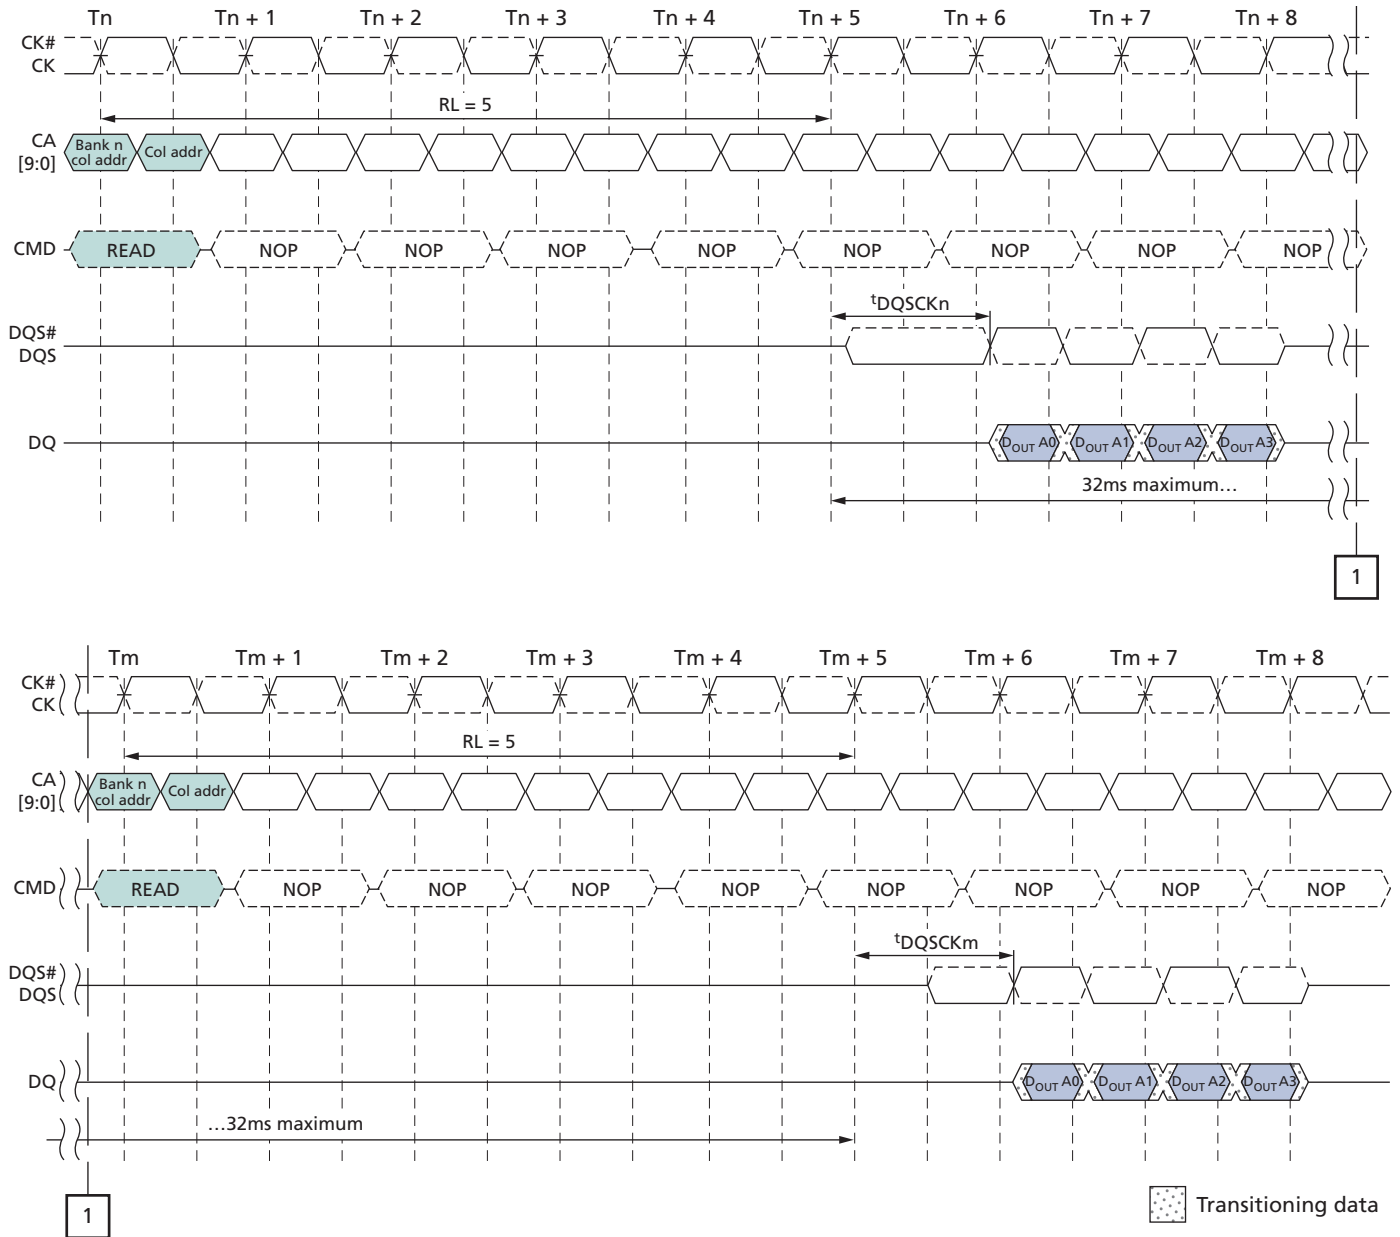 Tn Tn + 1 Tn + 2 Tn + 3 Tn + 4 Tn + 5 Tn + 6 Tn + 7 Tn + 8
CK#
CK
RL = 5
CA
[9:0]
Bank n
col addr
Col addr
CMD READ NOP NOP NOP NOP NOP NOP NOP NOP
tDQSCKn
DQS#
DQS
DQ DOUT A0 DOUT A1 DOUT A2 DOUT A3
32ms maximum…
1
Tm Tm + 1 Tm + 2 Tm + 3 Tm + 4 Tm + 5 Tm + 6 Tm + 7 Tm + 8
CK#
CK
RL = 5
CA
[9:0]
Bank n
col addr
Col addr
CMD READ NOP NOP NOP NOP NOP NOP NOP NOP
tDQSCKm
DQS#
DQS
DQ DOUT A0 DOUT A1 DOUT A2 DOUT A3
…32ms maximum
1
Transitioning data